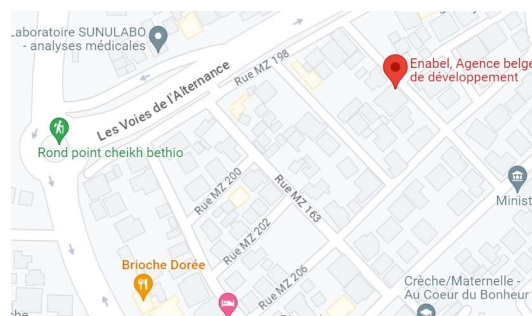 Laboratoire SUNULABO
- analyses médicales
Rue MZ 198
Enabel, Agence belge
de développement
Les Voies de l'Alternance
Rond point cheikh bethio
Rue MZ 200
Rue MZ 163
Minist
Rue MZ 202
Brioche Dorée
Rue MZ 206
Crèche/Maternelle -
Au Coeur du Bonheur